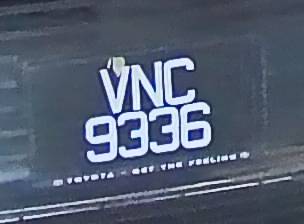 VNC
9336
TOYOTA - GET THE FEELING